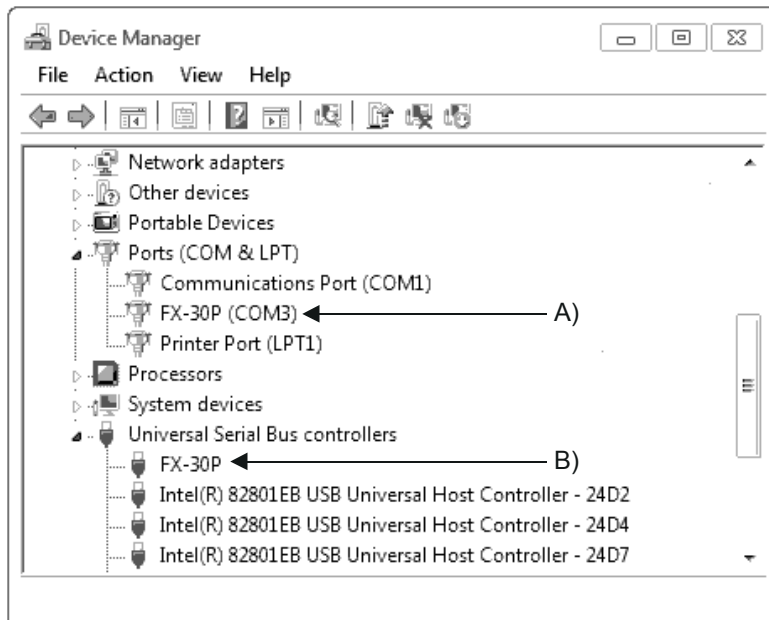 Device Manager
File Action View Help
Network adapters
Other devices
Portable Devices
Ports (COM & LPT)
Communications Port (COM1)
FX-30P (COM3)
A)
Printer Port (LPT1)
Processors
System devices
Universal Serial Bus controllers
FX-30P
B)
Intel(R) 82801EB USB Universal Host Controller - 24D2
Intel(R) 82801EB USB Universal Host Controller - 24D4
Intel(R) 82801EB USB Universal Host Controller - 24D7